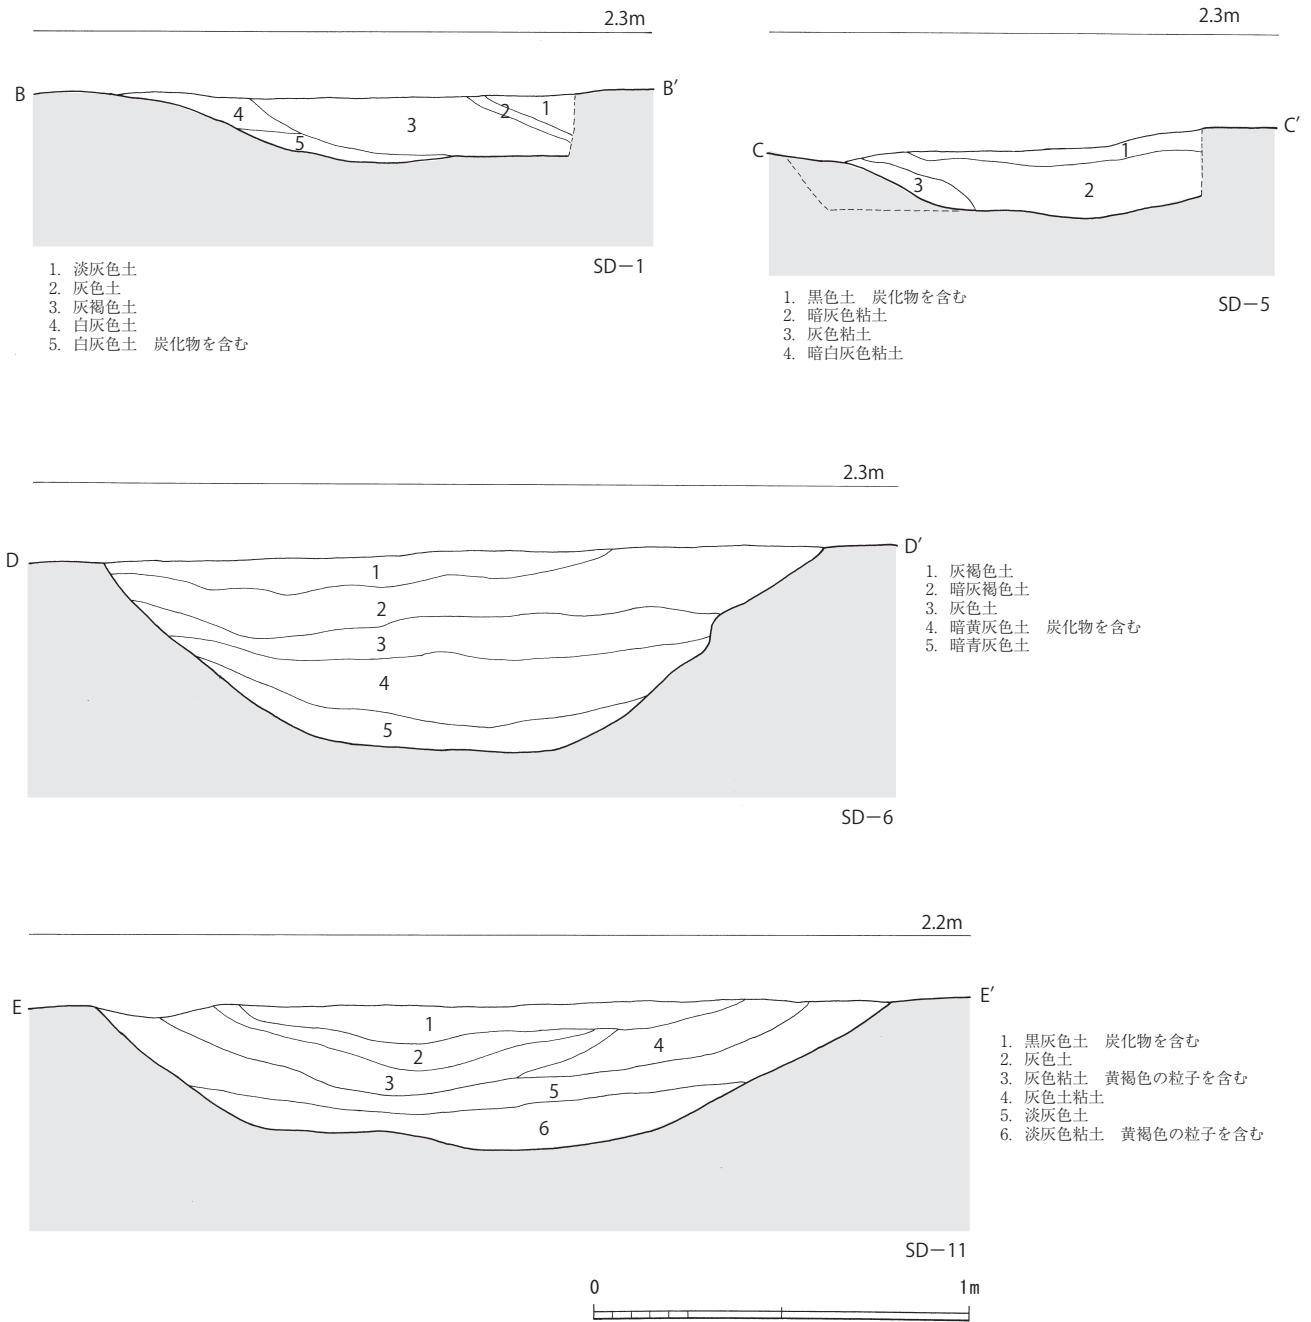 2.3m
B
B′
4
5
3
2
1
SD－1
1. 淡灰色土
2. 灰色土
3. 灰褐色土
4. 白灰色土
5. 白灰色土　炭化物を含む
2.3m
C
C′
1
3
2
SD－5
1. 黒色土　炭化物を含む
2. 暗灰色粘土
3. 灰色粘土
4. 暗白灰色粘土
2.3m
D
D′
1
2
3
4
5
SD－6
1. 灰褐色土
2. 暗灰褐色土
3. 灰色土
4. 暗黄灰色土　炭化物を含む
5. 暗青灰色土
2.2m
E
E′
1
2
4
3
5
6
SD－11
1. 黒灰色土　炭化物を含む
2. 灰色土
3. 灰色粘土　黄褐色の粒子を含む
4. 灰色土粘土
5. 淡灰色土
6. 淡灰色粘土　黄褐色の粒子を含む
0 1m